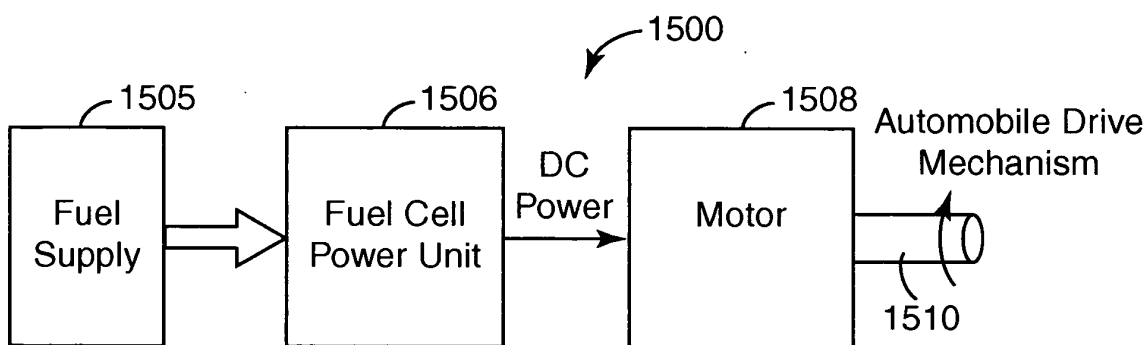 1500
1505
1506
1508
Automobile Drive
Mechanism
Fuel
Supply
Fuel Cell
Power Unit
DC
Power
Motor
1510